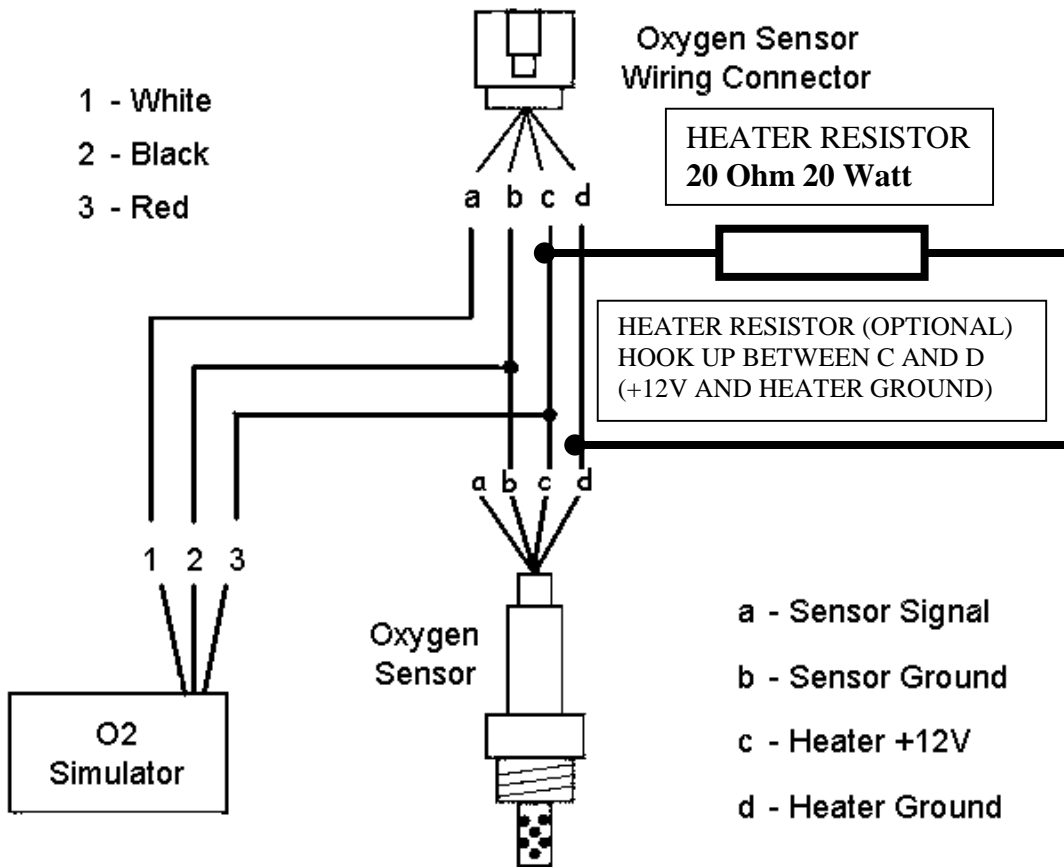 Oxygen Sensor
Wiring Connector
1 - White
2 - Black
3 - Red
HEATER RESISTOR
20 Ohm 20 Watt
a b c d
HEATER RESISTOR (OPTIONAL)
HOOK UP BETWEEN C AND D
(+12V AND HEATER GROUND)
a b c d
1 2 3
Oxygen
Sensor
O2
Simulator
a - Sensor Signal
b - Sensor Ground
c - Heater +12V
d - Heater Ground